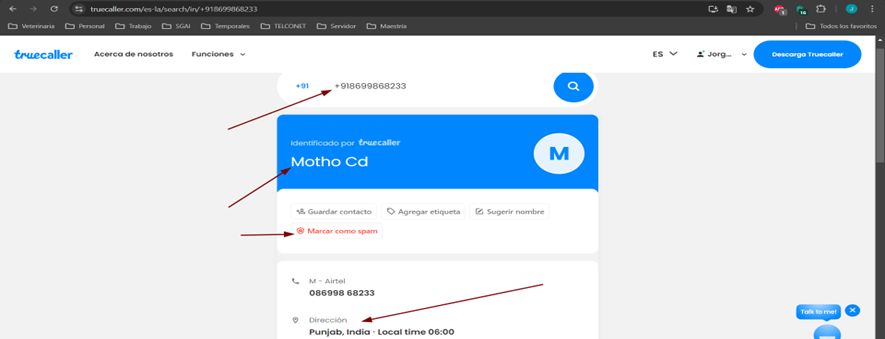 truecaller.com/es-la/search/in/+918699868233
Veterinaria Personal Trabajo SGAI Temporales TELCONET Servidor Maestría Todos los favoritos
truecaller Acerca de nosotros Funciones ES Jorg... Descarga Truecaller
+91 +918699868233
Identificado por truecaller
Motho Cd
M
Guardar contacto Agregar etiqueta Sugerir nombre
Marcar como spam
M - Airtel
086998 68233
Dirección
Punjab, India · Local time 06:00
Talk to me!